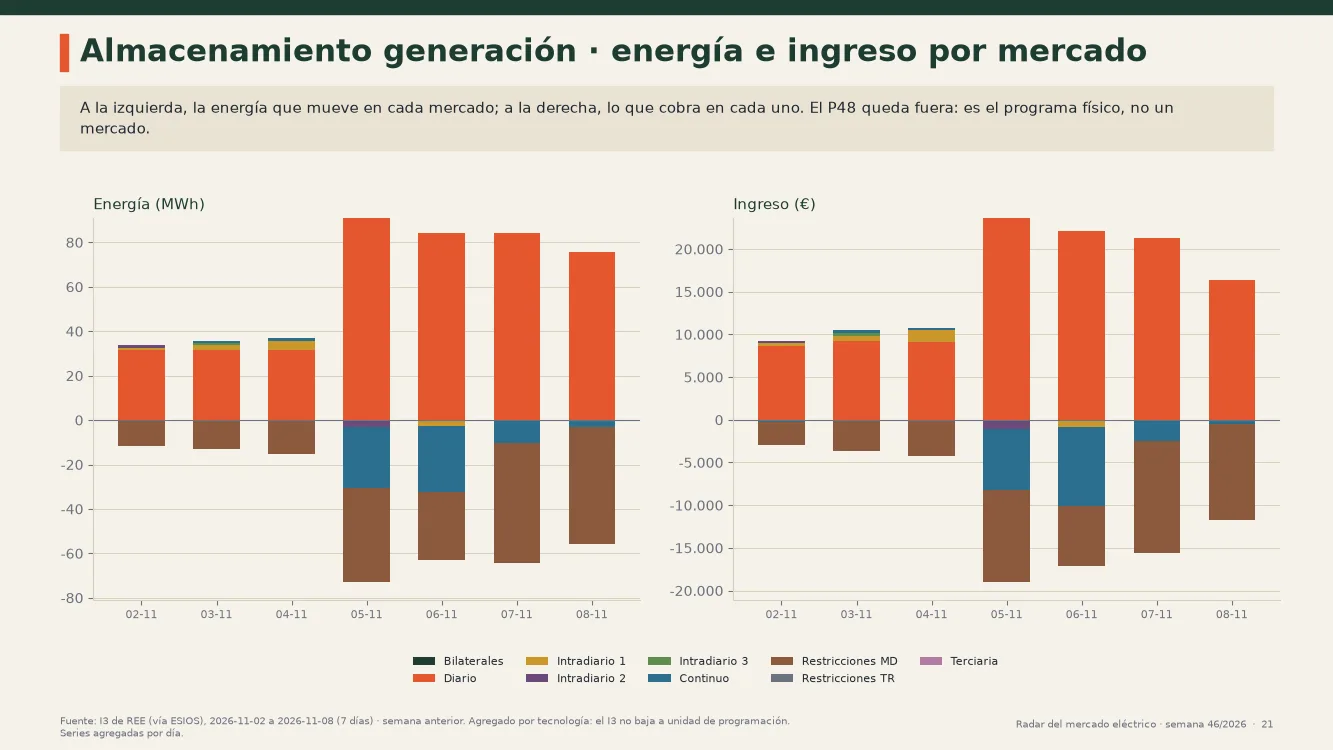 Almacenamiento generación · energía e ingreso por mercado
A la izquierda, la energía que mueve en cada mercado; a la derecha, lo que cobra en cada uno. El P48 queda fuera: es el programa físico, no un
mercado.
Energía (MWh)
80
60
40
20
0
-20
-40
-60
-80
02-11
03-11
04-11
05-11
06-11
07-11
08-11
Ingreso (€)
20.000
15.000
10.000
5.000
0
-5.000
-10.000
-15.000
-20.000
02-11
03-11
04-11
05-11
06-11
07-11
08-11
Bilaterales
Diario
Intradiario 1
Intradiario 2
Intradiario 3
Continuo
Restricciones MD
Restricciones TR
Terciaria
Fuente: I3 de REE (vía ESIOS), 2026-11-02 a 2026-11-08 (7 días) · semana anterior. Agregado por tecnología: el I3 no baja a unidad de programación.
Series agregadas por día.
Radar del mercado eléctrico · semana 46/2026 · 21